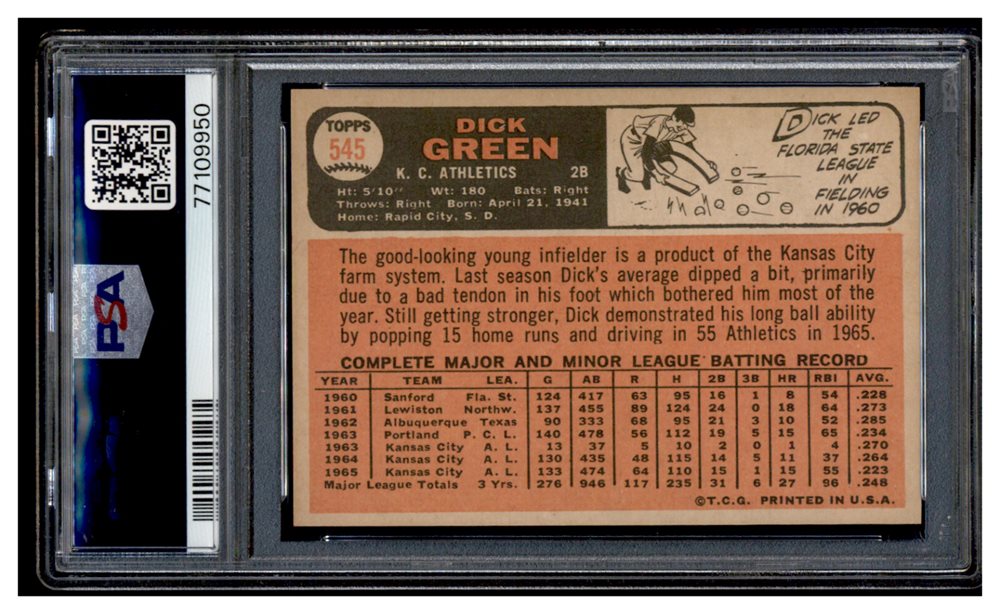 77109950
PSA
TOPPS
545
DICK
GREEN
K. C. ATHLETICS 2B
Ht: 5'10" Wt: 180 Bats: Right
Throws: Right Born: April 21, 1941
Home: Rapid City, S. D.
DICK LED
THE
FLORIDA STATE
LEAGUE
IN
FIELDING
IN 1960
The good-looking young infielder is a product of the Kansas City
farm system. Last season Dick's average dipped a bit, primarily
due to a bad tendon in his foot which bothered him most of the
year. Still getting stronger, Dick demonstrated his long ball ability
by popping 15 home runs and driving in 55 Athletics in 1965.
COMPLETE MAJOR AND MINOR LEAGUE BATTING RECORD
YEAR TEAM LEA. G AB R H 2B 3B HR RBI AVG.
1960 Sanford Fla. St. 124 417 63 95 16 1 8 54 .228
1961 Lewiston Northw. 137 455 89 124 24 0 18 64 .273
1962 Albuquerque Texas 90 333 68 95 21 3 10 52 .285
1963 Portland P. C. L. 140 478 56 112 19 5 15 65 .234
1963 Kansas City A. L. 13 37 5 10 2 0 1 4 .270
1964 Kansas City A. L. 130 435 48 115 14 5 11 37 .264
1965 Kansas City A. L. 133 474 64 110 15 1 15 55 .223
Major League Totals 3 Yrs. 276 946 117 235 31 6 27 96 .248
©T.C.G. PRINTED IN U.S.A.